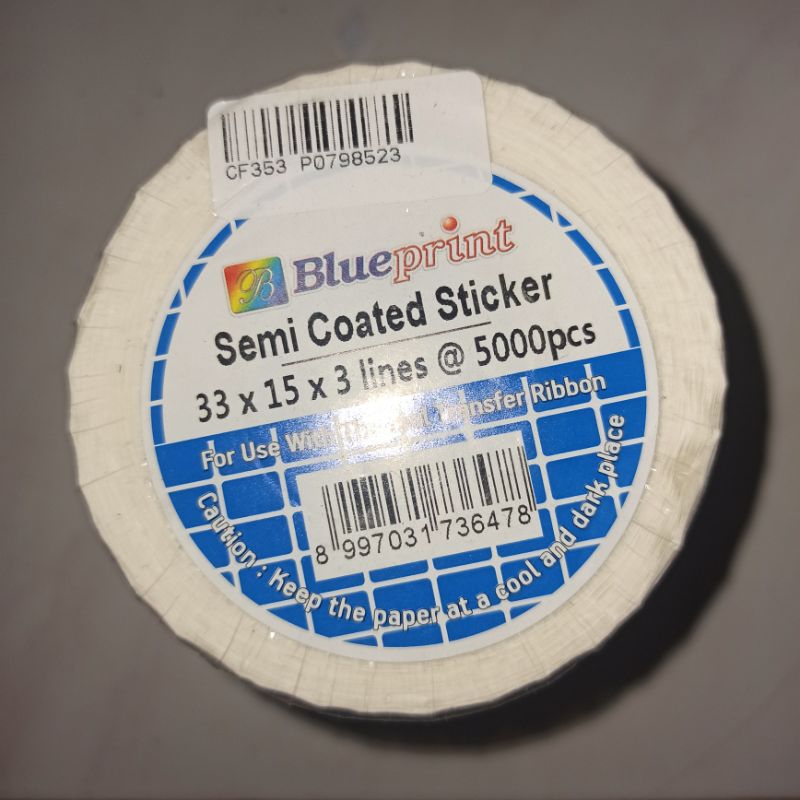 CF353 P0798523
B Blueprint
Semi Coated Sticker
33 x 15 x 3 lines @ 5000pcs
For Use With Thermal Transfer Ribbon
8 997031 736478
Caution : Keep the paper at a cool and dark place